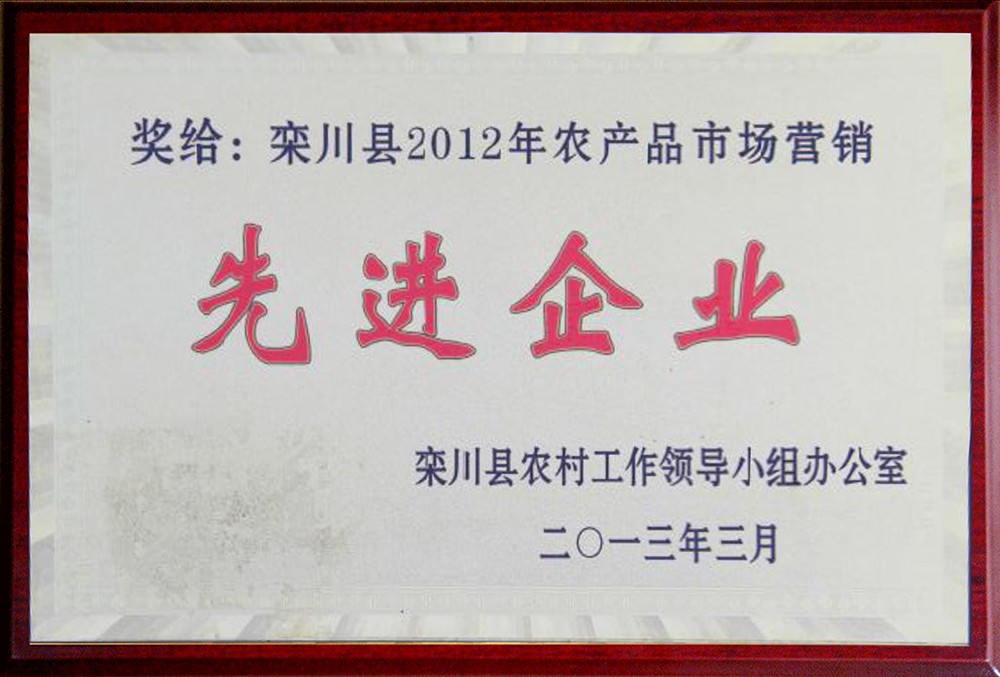 奖给：栾川县2012年农产品市场营销
先进企业
栾川县农村工作领导小组办公室
二〇一三年三月